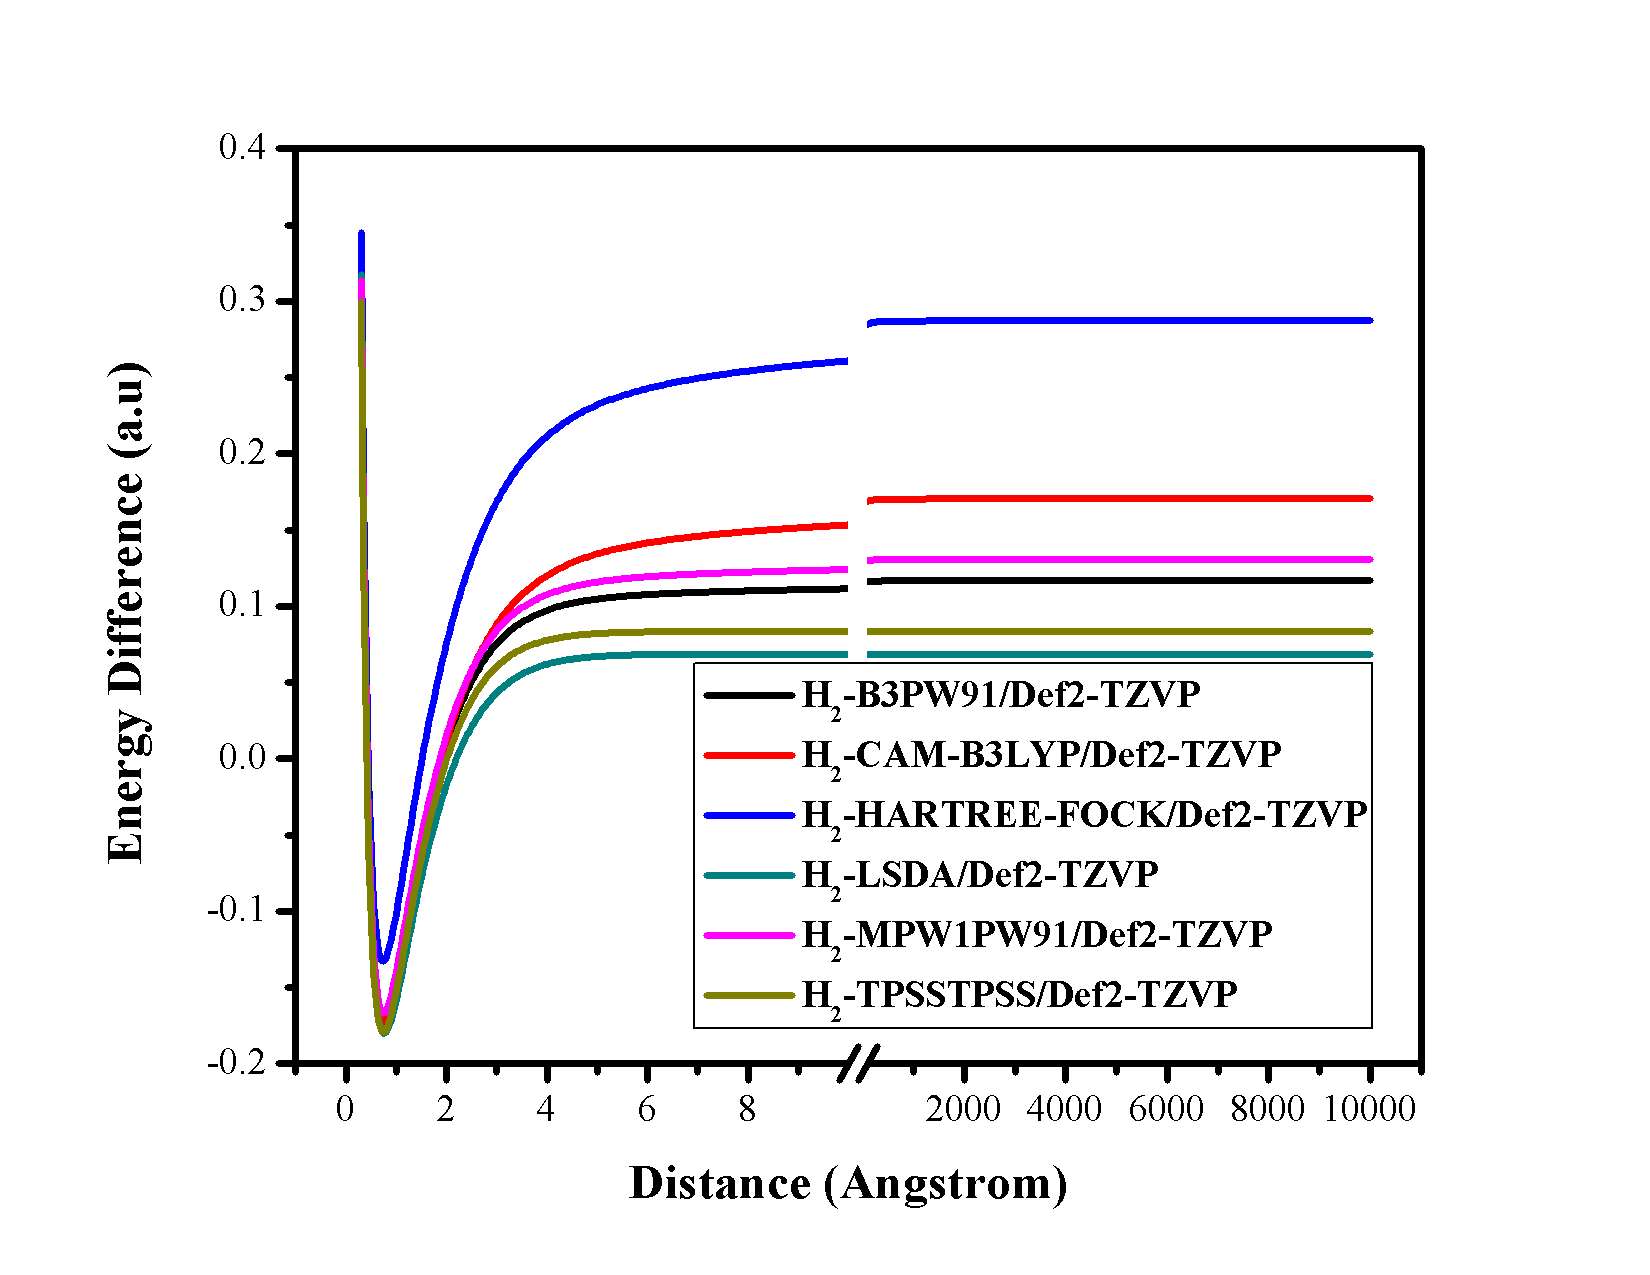 0.4
0.3
0.2
0.1
0.0
-0.1
-0.2
Energy Difference (a.u)
H2-B3PW91/Def2-TZVP
H2-CAM-B3LYP/Def2-TZVP
H2-HARTREE-FOCK/Def2-TZVP
H2-LSDA/Def2-TZVP
H2-MPW1PW91/Def2-TZVP
H2-TPSSTPSS/Def2-TZVP
0 2 4 6 8 2000 4000 6000 8000 10000
Distance (Angstrom)